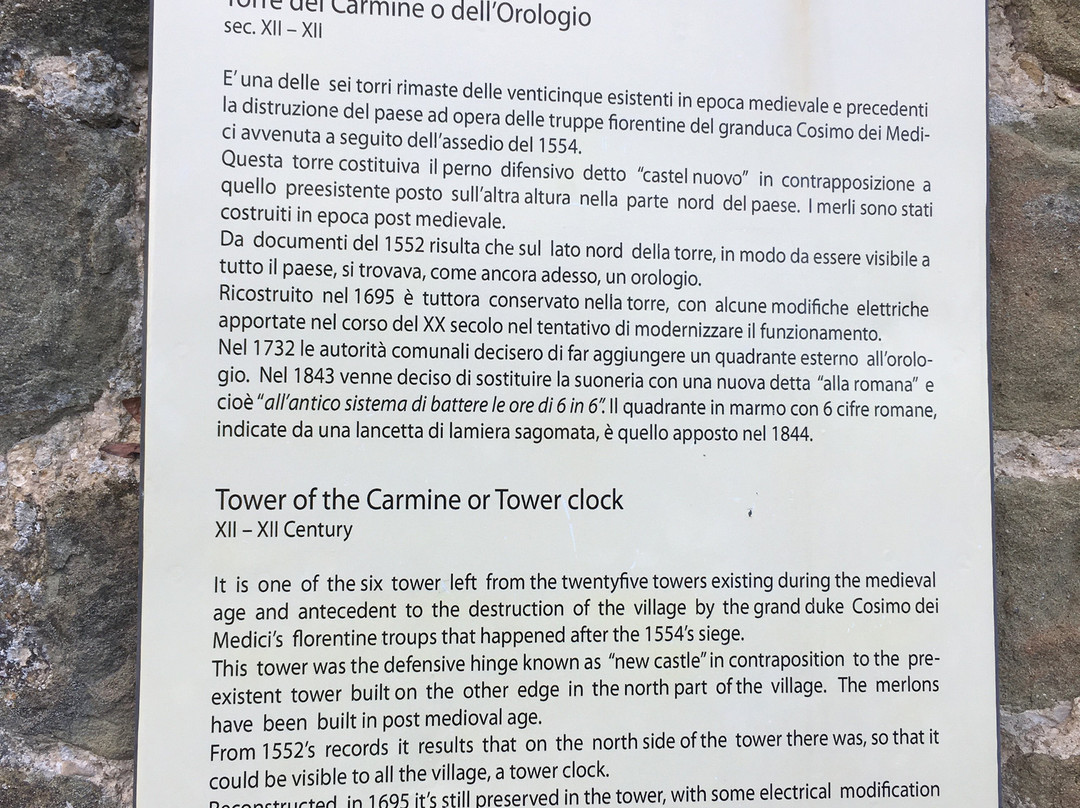 Torre del Carmine o dell'Orologio
sec. XII – XII
E' una delle sei torri rimaste delle venticinque esistenti in epoca medievale e precedenti
la distruzione del paese ad opera delle truppe fiorentine del granduca Cosimo dei Medi-
ci avvenuta a seguito dell'assedio del 1554.
Questa torre costituiva il perno difensivo detto "castel nuovo" in contrapposizione a
quello preesistente posto sull'altra altura nella parte nord del paese. I merli sono stati
costruiti in epoca post medievale.
Da documenti del 1552 risulta che sul lato nord della torre, in modo da essere visibile a
tutto il paese, si trovava, come ancora adesso, un orologio.
Ricostruito nel 1695 è tuttora conservato nella torre, con alcune modifiche elettriche
apportate nel corso del XX secolo nel tentativo di modernizzare il funzionamento.
Nel 1732 le autorità comunali decisero di far aggiungere un quadrante esterno all'orolo-
gio. Nel 1843 venne deciso di sostituire la suoneria con una nuova detta "alla romana" e
cioè "all'antico sistema di battere le ore di 6 in 6". Il quadrante in marmo con 6 cifre romane,
indicate da una lancetta di lamiera sagomata, è quello apposto nel 1844.
Tower of the Carmine or Tower clock
XII – XII Century
It is one of the six tower left from the twentyfive towers existing during the medieval
age and antecedent to the destruction of the village by the grand duke Cosimo dei
Medici's florentine troups that happened after the 1554's siege.
This tower was the defensive hinge known as "new castle" in contraposition to the pre-
existent tower built on the other edge in the north part of the village. The merlons
have been built in post medioval age.
From 1552's records it results that on the north side of the tower there was, so that it
could be visible to all the village, a tower clock.
Reconstructed in 1695 it's still preserved in the tower, with some electrical modification